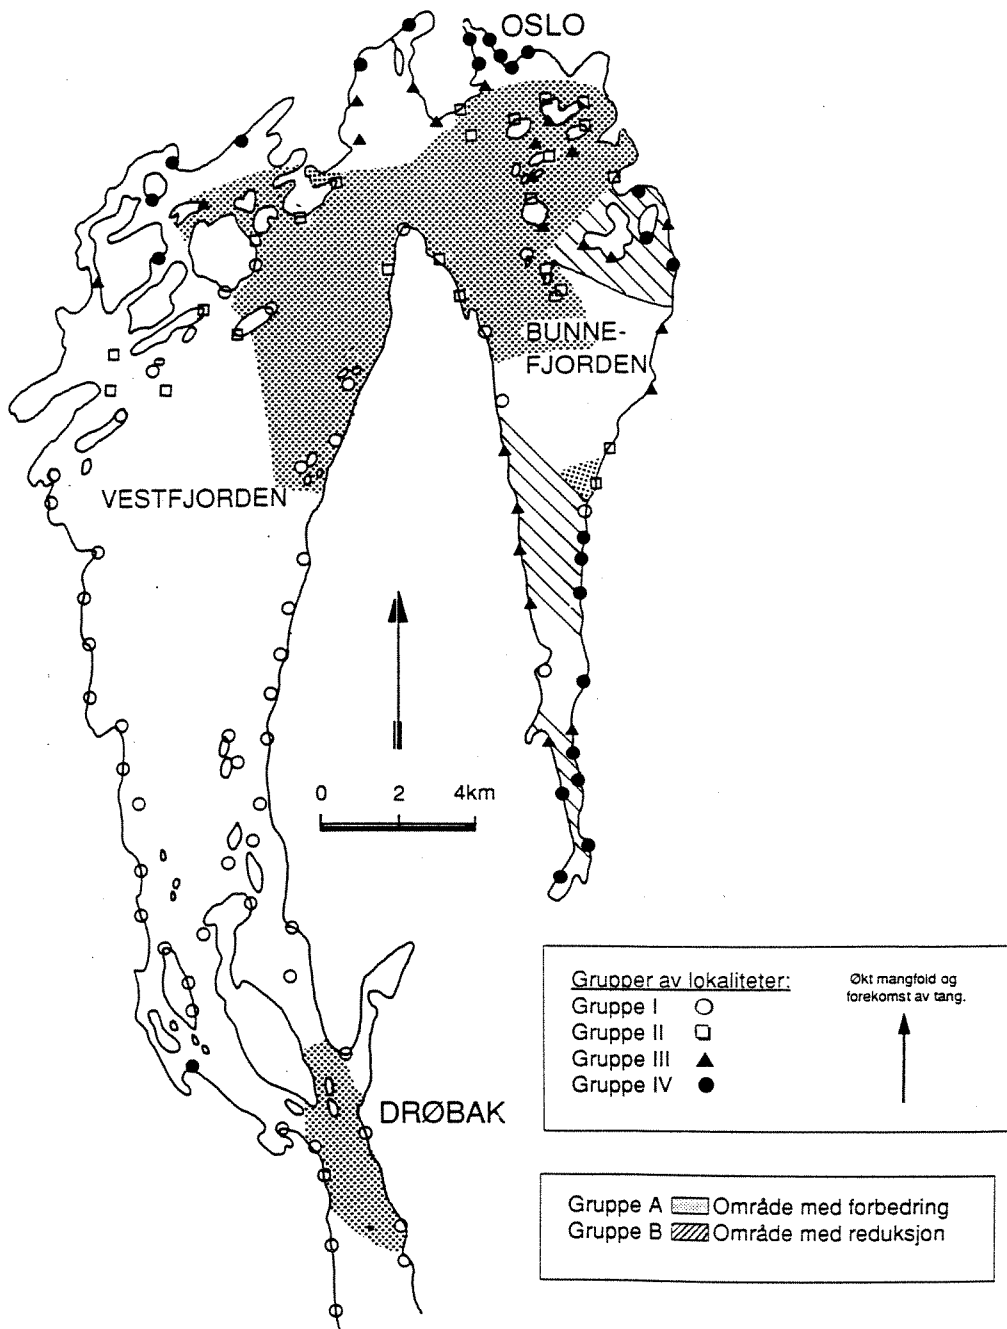 OSLO
BUNNE-
FJORDEN
VESTFJORDEN
0 2 4km
DRØBAK
Grupper av lokaliteter:
Gruppe I
Gruppe II
Gruppe III
Gruppe IV
Økt mangfold og
forekomst av tang.
Gruppe A Område med forbedring
Gruppe B Område med reduksjon